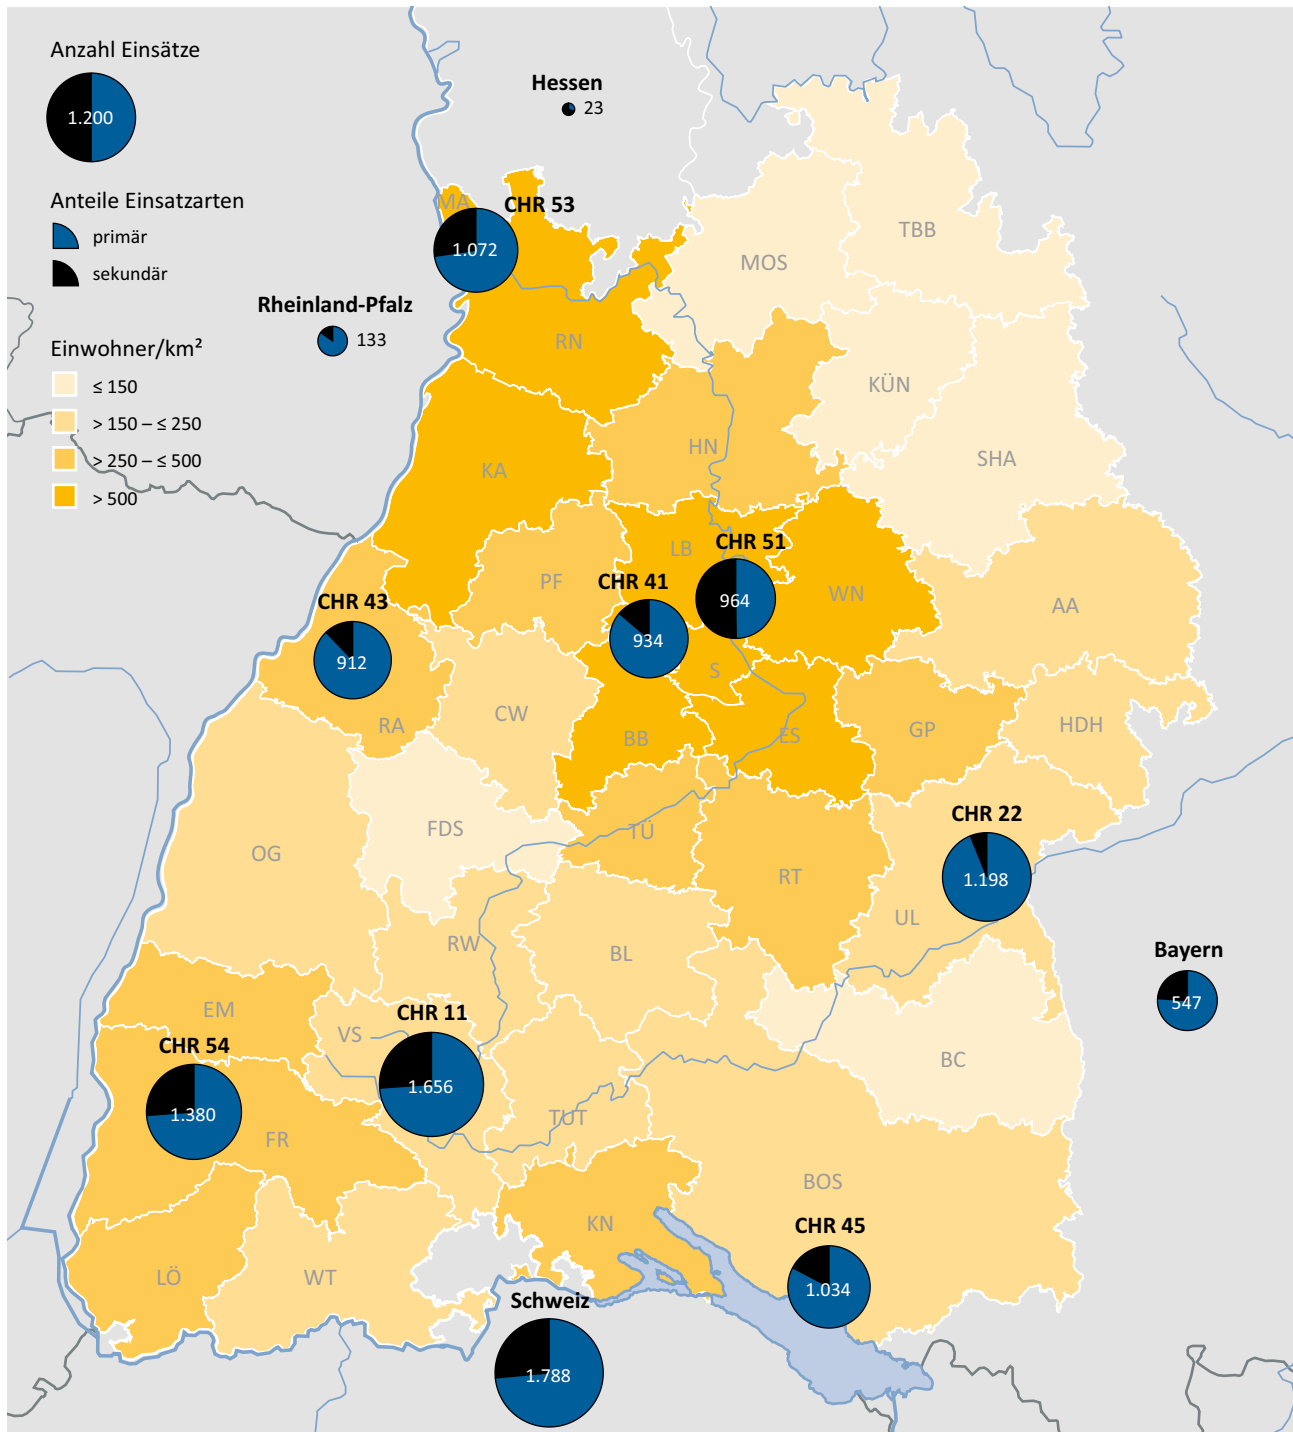 Anzahl Einsätze
1.200
Anteile Einsatzarten
primär
sekundär
Einwohner/km²
≤ 150
> 150 – ≤ 250
> 250 – ≤ 500
> 500
Hessen
23
MA
CHR 53
1.072
TBB
MOS
Rheinland-Pfalz
133
RN
KÜN
HN
SHA
KA
LB
CHR 51
964
PF
CHR 41
934
WN
AA
CHR 43
912
RA
S
CW
BB
ES
GP
HDH
FDS
TÜ
CHR 22
1.198
OG
RT
UL
RW
BL
Bayern
547
EM
VS
CHR 11
1.656
CHR 54
1.380
FR
BC
TUT
BOS
KN
CHR 45
1.034
LÖ
WT
Schweiz
1.788